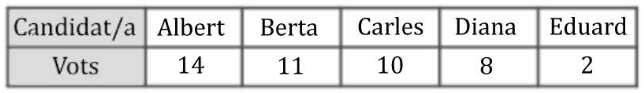 Candidat/a Albert Berta Carles Diana Eduard
Vots 14 11 10 8 2